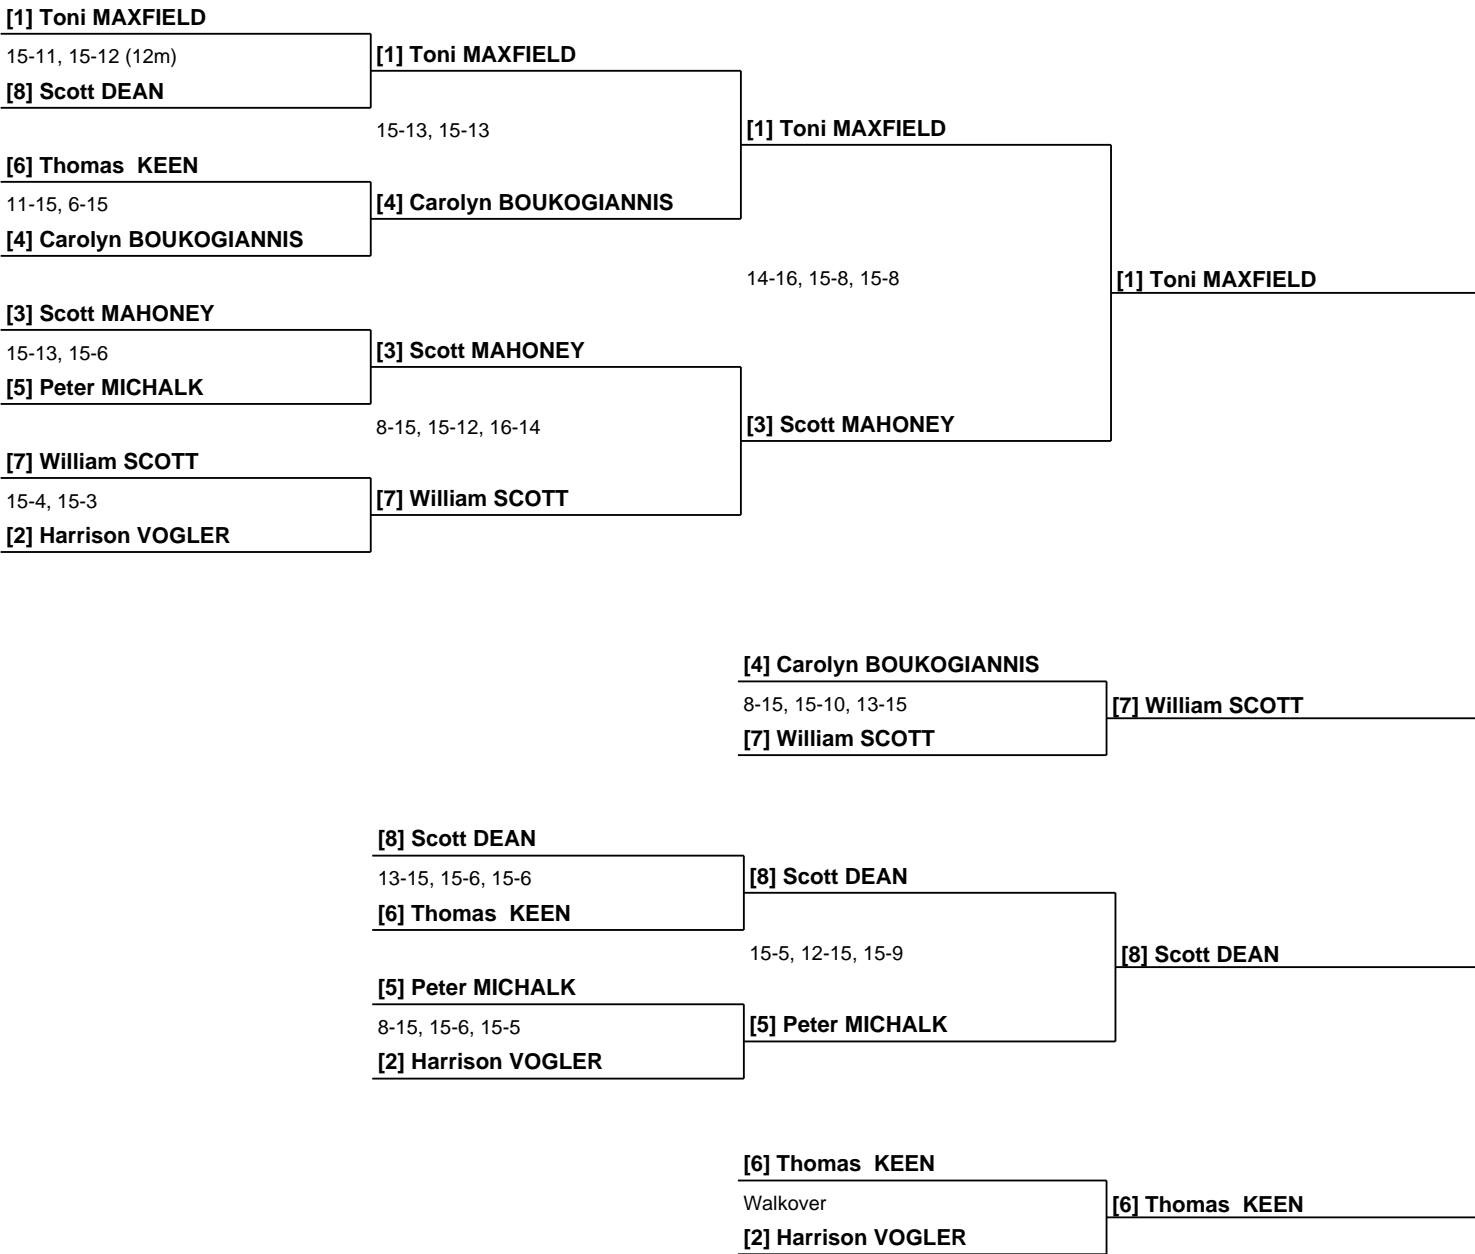 [1] Toni MAXFIELD
15-11, 15-12 (12m)
[1] Toni MAXFIELD
[8] Scott DEAN
15-13, 15-13
[1] Toni MAXFIELD
[6] Thomas  KEEN
11-15, 6-15
[4] Carolyn BOUKOGIANNIS
[4] Carolyn BOUKOGIANNIS
14-16, 15-8, 15-8
[1] Toni MAXFIELD
[3] Scott MAHONEY
15-13, 15-6
[3] Scott MAHONEY
[5] Peter MICHALK
8-15, 15-12, 16-14
[3] Scott MAHONEY
[7] William SCOTT
15-4, 15-3
[7] William SCOTT
[2] Harrison VOGLER
[4] Carolyn BOUKOGIANNIS
8-15, 15-10, 13-15
[7] William SCOTT
[7] William SCOTT
[8] Scott DEAN
13-15, 15-6, 15-6
[8] Scott DEAN
[6] Thomas  KEEN
15-5, 12-15, 15-9
[8] Scott DEAN
[5] Peter MICHALK
8-15, 15-6, 15-5
[5] Peter MICHALK
[2] Harrison VOGLER
[6] Thomas  KEEN
Walkover
[6] Thomas  KEEN
[2] Harrison VOGLER